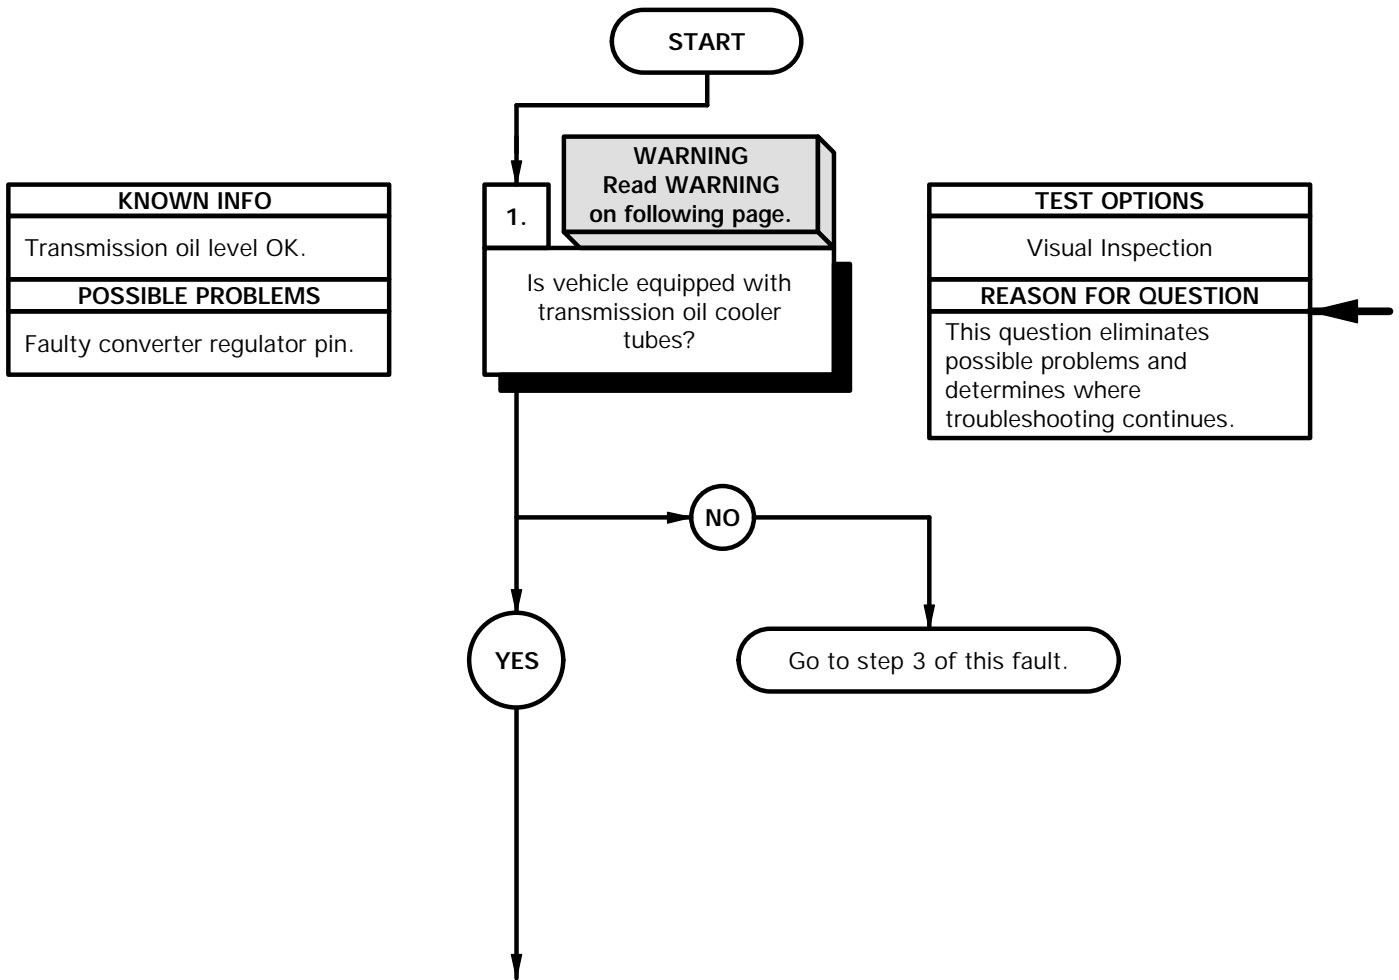 START
WARNING
Read WARNING
on following page.
1.
Is vehicle equipped with
transmission oil cooler
tubes?
KNOWN INFO
Transmission oil level OK.
POSSIBLE PROBLEMS
Faulty converter regulator pin.
TEST OPTIONS
Visual Inspection
REASON FOR QUESTION
This question eliminates
possible problems and
determines where
troubleshooting continues.
NO
YES
Go to step 3 of this fault.